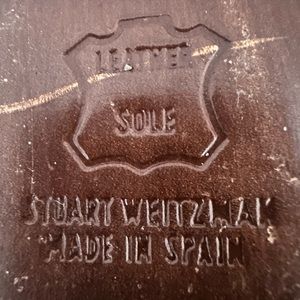 LEATHER
SOLE
STUART WEITZMAN
MADE IN SPAIN